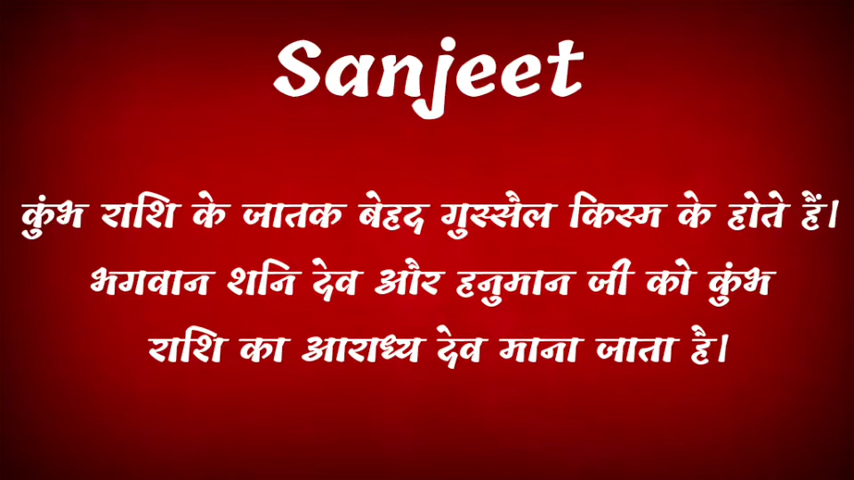 Sanjeet
कुंभ राशि के जातक बेहद गुस्सैल किस्म के होते हैं।
भगवान शनि देव और हनुमान जी को कुंभ
राशि का आराध्य देव माना जाता है।